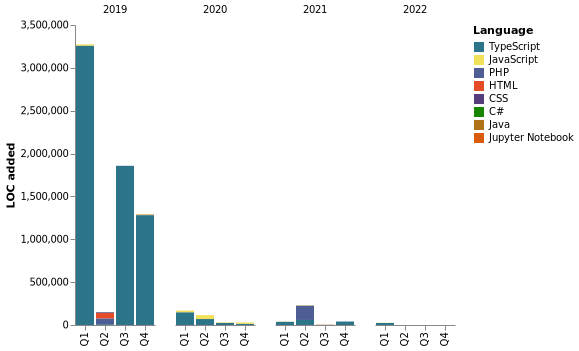 2019 2020 2021 2022
3,500,000
3,000,000
2,500,000
2,000,000
1,500,000
1,000,000
500,000
0
LOC added
Q1 Q2 Q3 Q4 Q1 Q2 Q3 Q4 Q1 Q2 Q3 Q4 Q1 Q2 Q3 Q4
Language
TypeScript
JavaScript
PHP
HTML
CSS
C#
Java
Jupyter Notebook